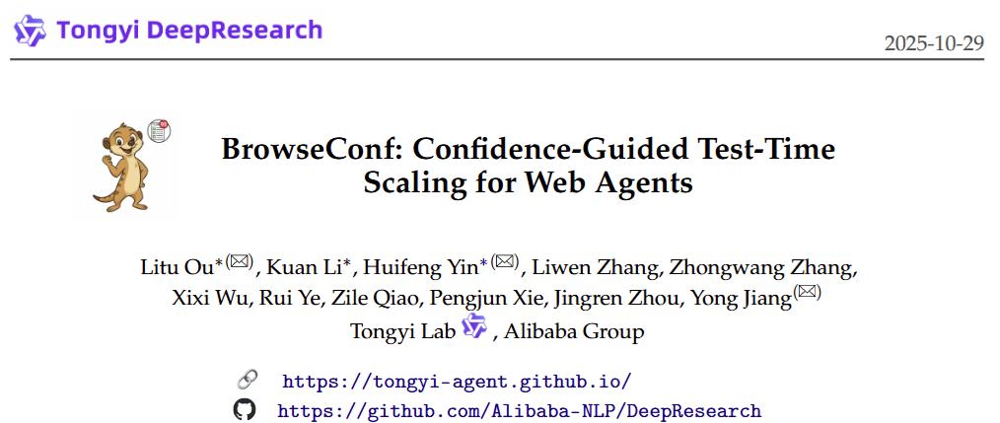 Tongyi DeepResearch
2025-10-29
BrowseConf: Confidence-Guided Test-Time
Scaling for Web Agents
Litu Ou*(✉), Kuan Li*, Huifeng Yin*(✉), Liwen Zhang, Zhongwang Zhang,
Xixi Wu, Rui Ye, Zile Qiao, Pengjun Xie, Jingren Zhou, Yong Jiang(✉)
Tongyi Lab , Alibaba Group
https://tongyi-agent.github.io/
https://github.com/Alibaba-NLP/DeepResearch